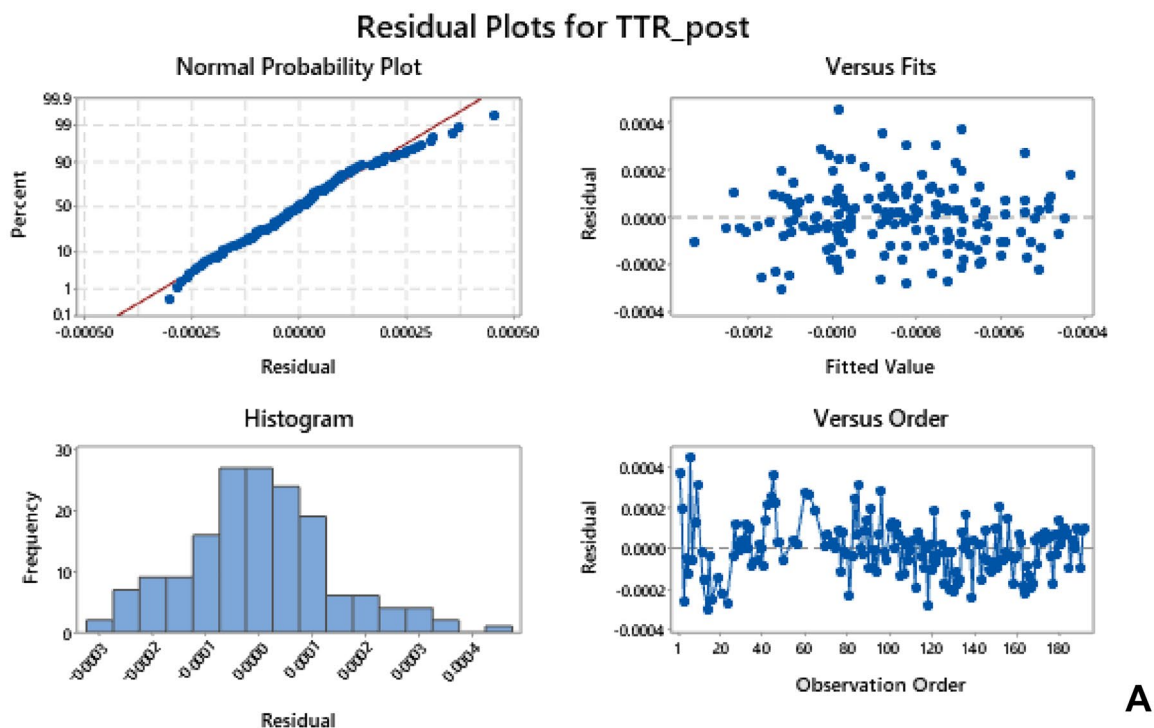 Residual Plots for TTR_post
Normal Probability Plot
99.9
99
90
50
10
1
0.1
Percent
-0.00050 -0.00025 0.00000 0.00025 0.00050
Residual
Versus Fits
0.0004
0.0002
0.0000
-0.0002
-0.0004
Residual
-0.0012 -0.0010 -0.0008 -0.0006 -0.0004
Fitted Value
Histogram
30
20
10
0
Frequency
-0.0003 -0.0002 -0.0001 0.0000 0.0001 0.0002 0.0003 0.0004
Residual
Versus Order
0.0004
0.0002
0.0000
-0.0002
-0.0004
Residual
1 20 40 60 80 100 120 140 160 180
Observation Order
A